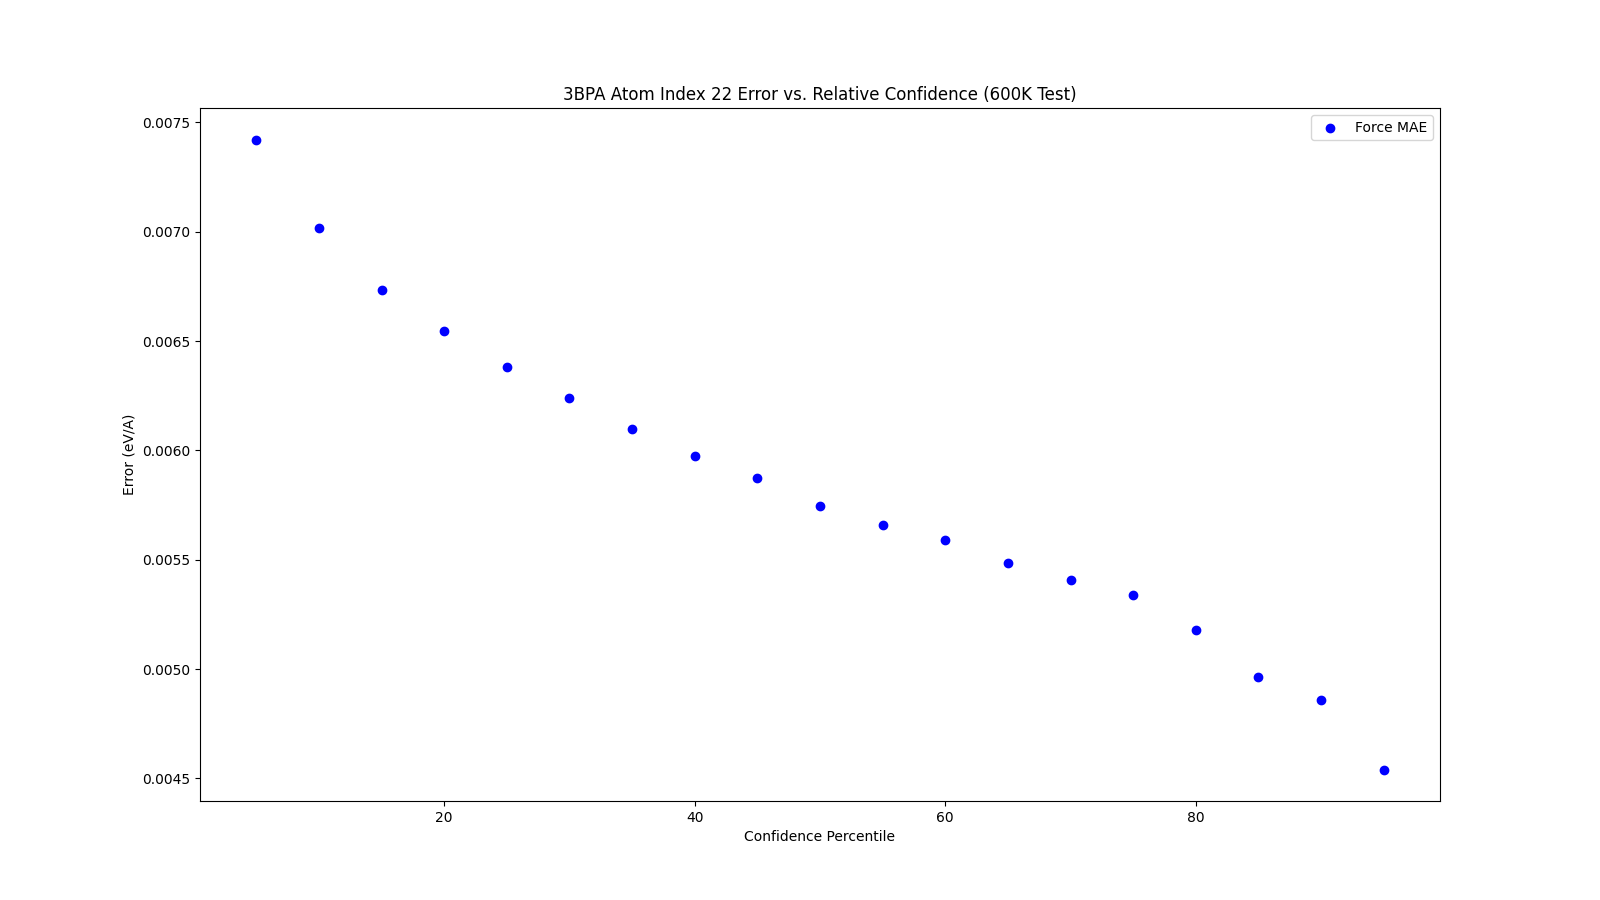 3BPA Atom Index 22 Error vs. Relative Confidence (600K Test)
Force MAE
0.0075
0.0070
0.0065
0.0060
0.0055
0.0050
0.0045
Error (eV/A)
20 40 60 80
Confidence Percentile